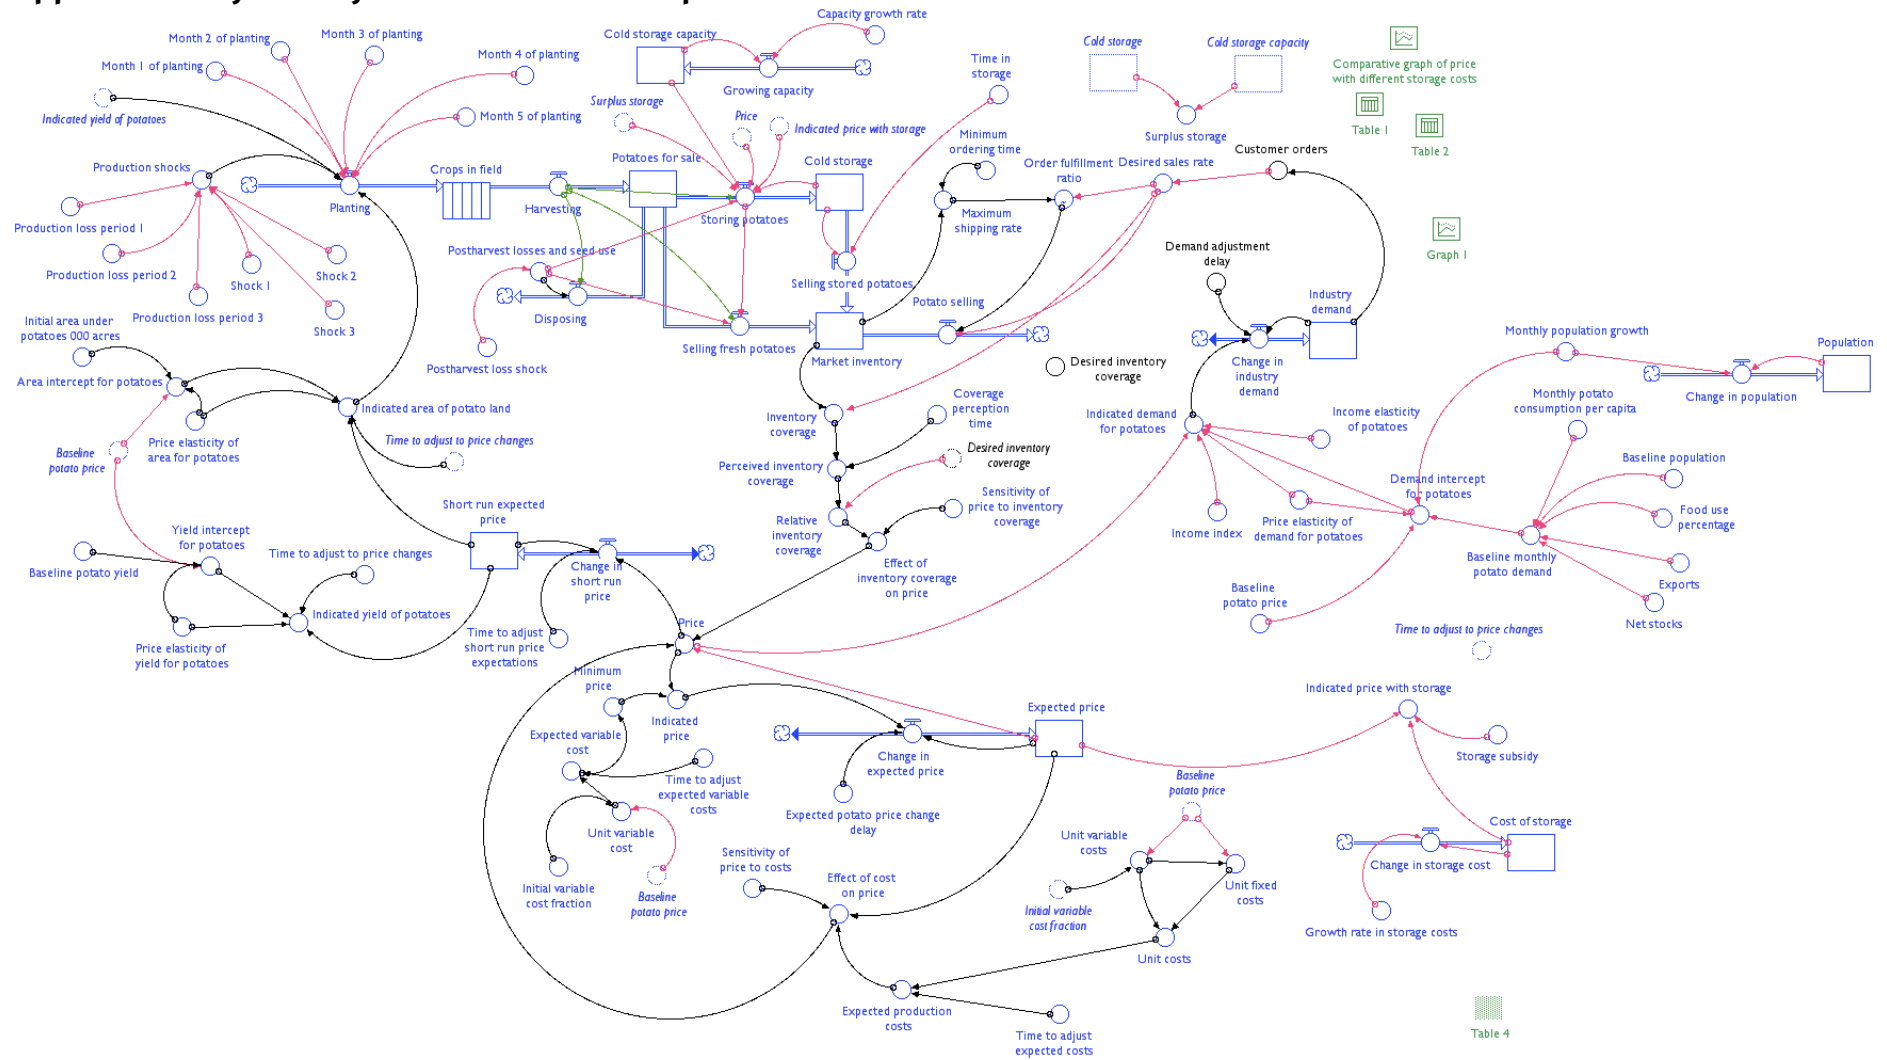 Capacity growth rate
Month 3 of planting
Month 2 of planting
Cold storage capacity
Cold storage
Cold storage capacity
Month 4 of planting
Month 1 of planting
Time in
storage
Comparative graph of price
with different storage costs
Growing capacity
Surplus storage
Indicated yield of potatoes
Month 5 of planting
Price
Indicated price with storage
Table 1
Surplus storage
Table 2
Minimum
ordering time
Customer orders
Production shocks
Crops in field
Potatoes for sale
Cold storage
Order fulfillment
ratio
Desired sales rate
Planting
Harvesting
Storing potatoes
Maximum
shipping rate
Production loss period 1
Postharvest losses and seed use
Demand adjustment
delay
Graph 1
Production loss period 2
Shock 1
Shock 2
Selling stored potatoes
Production loss period 3
Shock 3
Disposing
Potato selling
Industry
demand
Initial area under
potatoes 000 acres
Selling fresh potatoes
Market inventory
Monthly population growth
Population
Postharvest loss shock
Desired inventory
coverage
Change in
industry
demand
Area intercept for potatoes
Monthly potato
consumption per capita
Change in population
Indicated area of potato land
Coverage
perception
time
Inventory
coverage
Indicated demand
for potatoes
Income elasticity
of potatoes
Price elasticity of
area for potatoes
Time to adjust to price changes
Baseline
potato price
Desired inventory
coverage
Perceived inventory
coverage
Baseline population
Demand intercept
for potatoes
Short run expected
price
Sensitivity of
price to inventory
coverage
Food use
percentage
Yield intercept
for potatoes
Relative
inventory
coverage
Income index
Price elasticity of
demand for potatoes
Time to adjust to price changes
Baseline potato yield
Change in
short run
price
Effect of
inventory coverage
on price
Baseline monthly
potato demand
Exports
Baseline
potato price
Indicated yield of potatoes
Net stocks
Time to adjust
short run price
expectations
Price
Time to adjust to price changes
Price elasticity of
yield for potatoes
Minimum
price
Indicated price with storage
Indicated
price
Expected price
Expected variable
cost
Change in
expected price
Storage subsidy
Time to adjust
expected variable
costs
Baseline
potato price
Expected potato price change
delay
Unit variable
cost
Unit variable
costs
Cost of storage
Sensitivity of
price to costs
Change in storage cost
Effect of cost
on price
Initial variable
cost fraction
Baseline
potato price
Unit fixed
costs
Initial variable
cost fraction
Growth rate in storage costs
Unit costs
Expected production
costs
Time to adjust
expected costs
Table 4